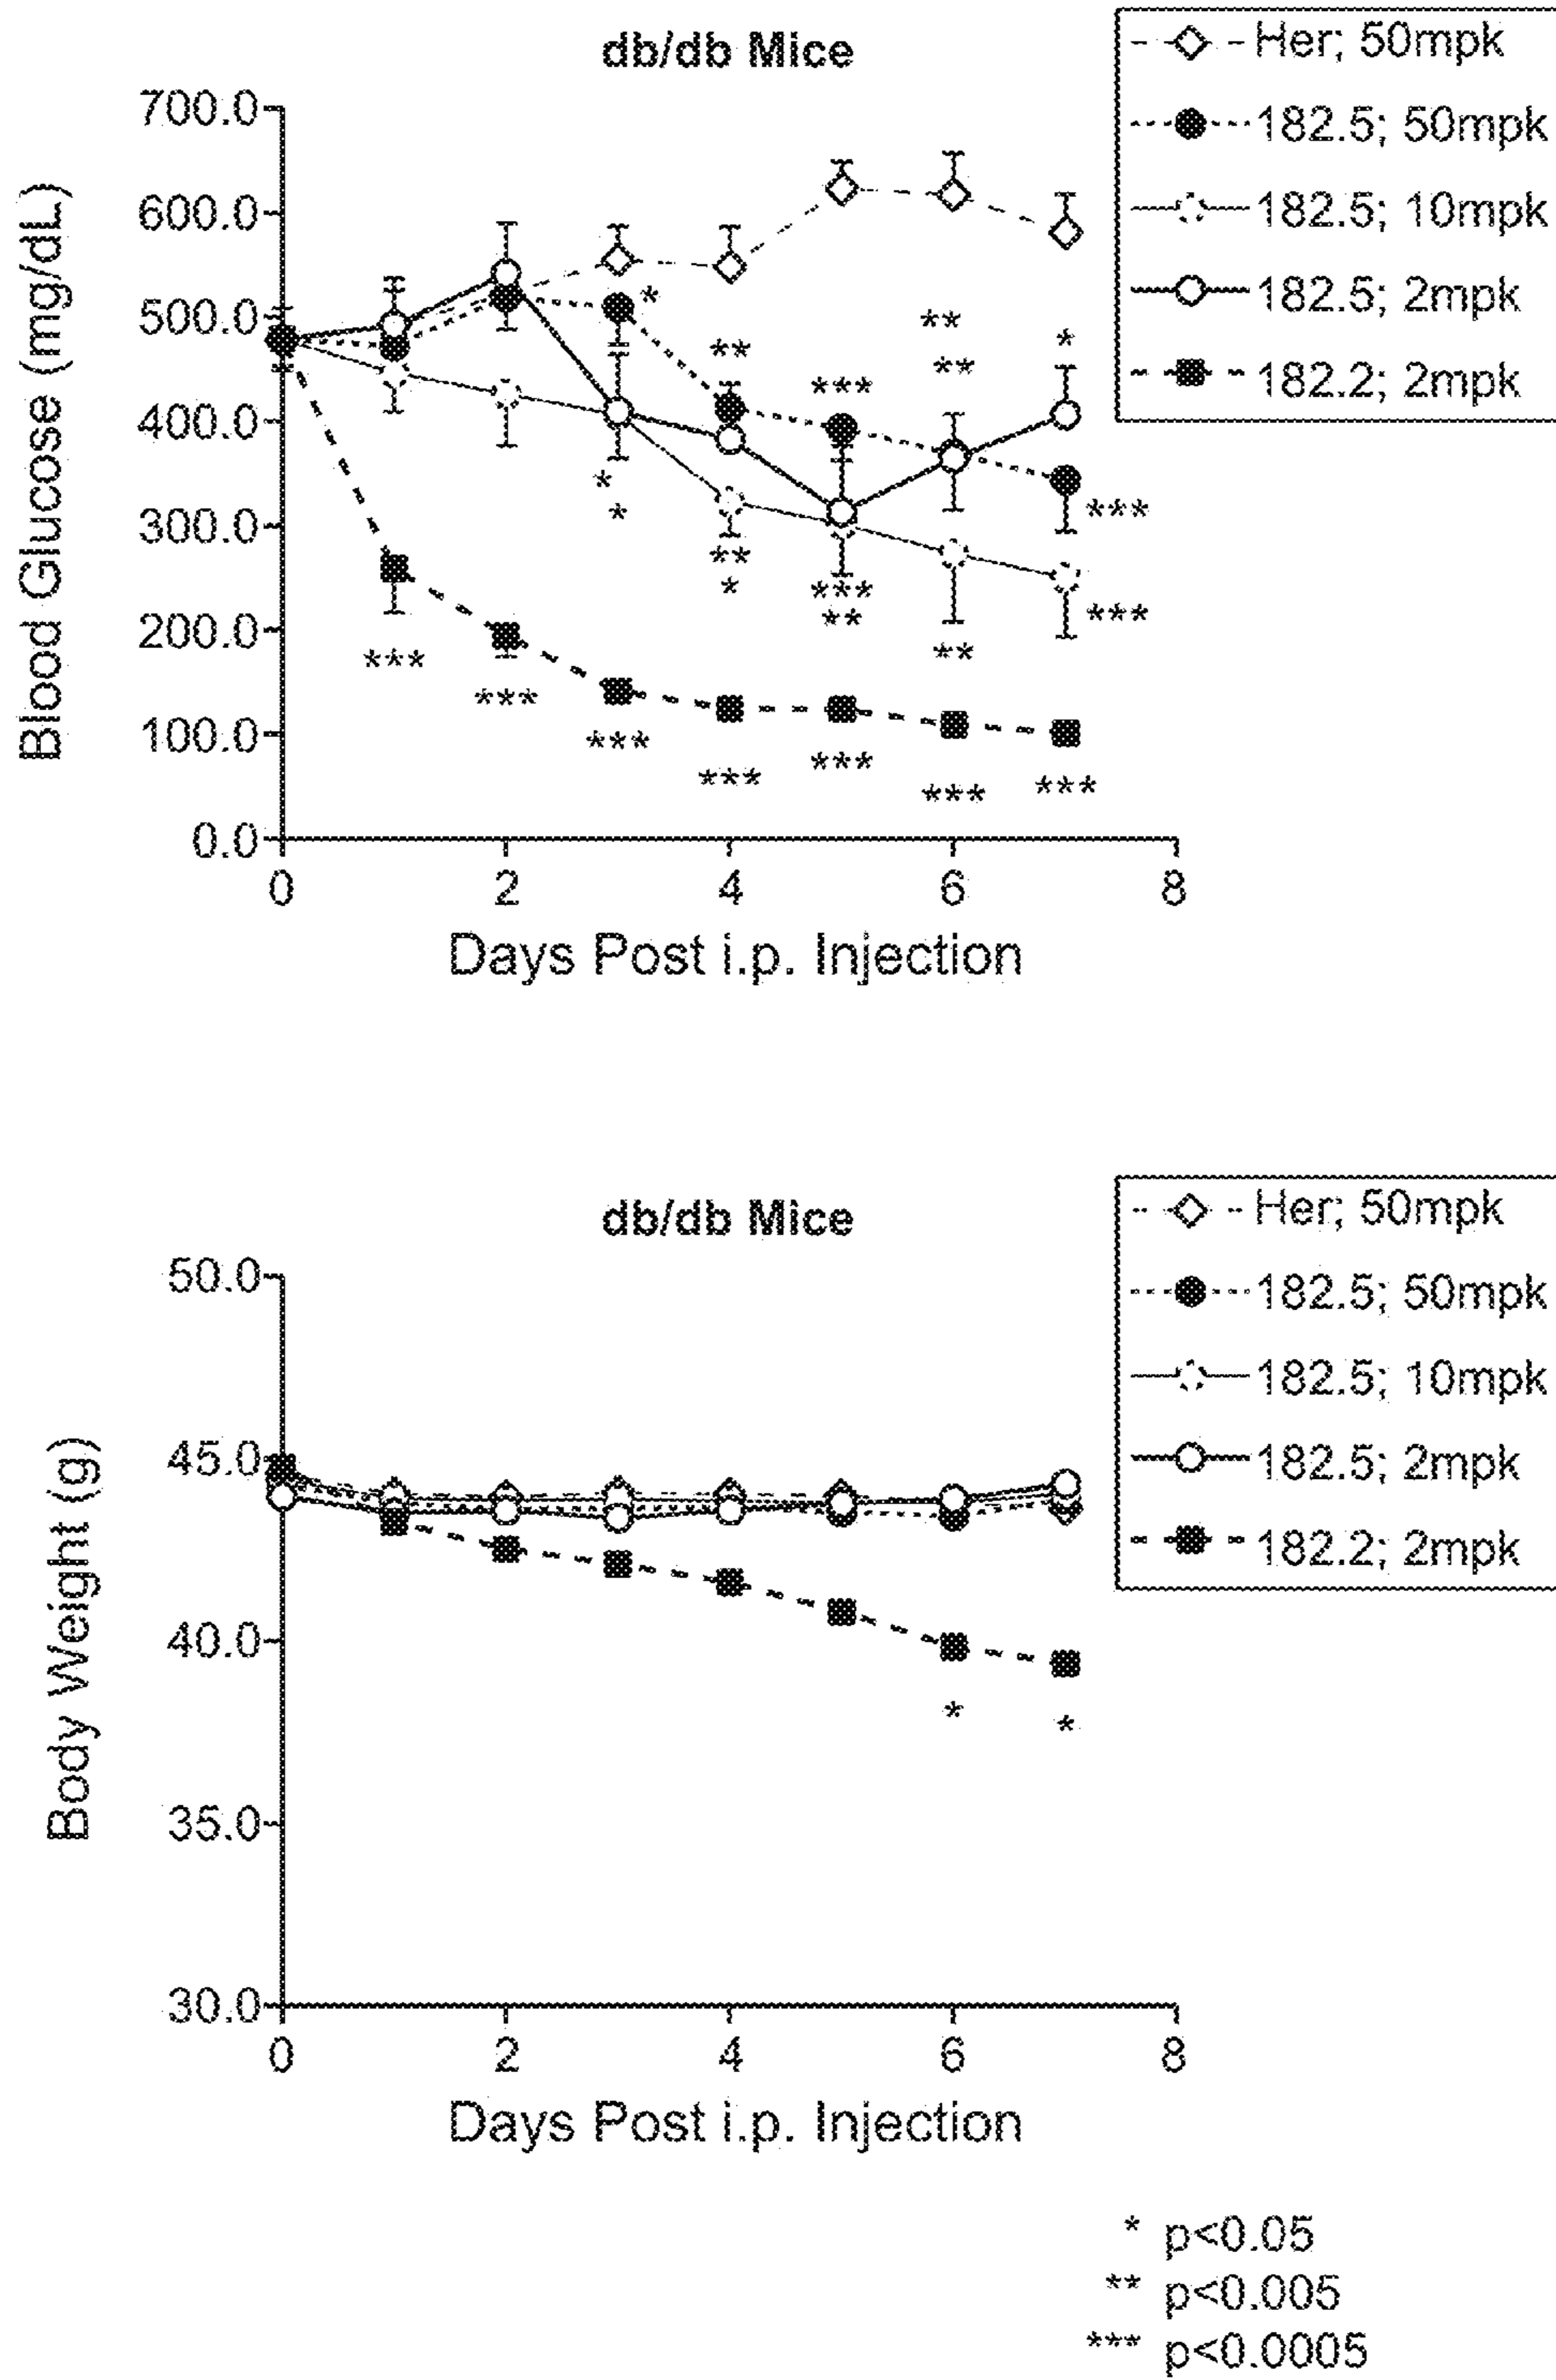 db/db Mice
Her; 50mpk
182.5; 50mpk
182.5; 10mpk
182.5; 2mpk
182.2; 2mpk
Blood Glucose (mg/dL)
700.0
600.0
500.0
400.0
300.0
200.0
100.0
0.0
*
**
***
**
**
*
*
*
**
*
***
**
**
***
***
***
***
***
***
***
***
***
0 2 4 6 8
Days Post i.p. Injection
db/db Mice
Her; 50mpk
182.5; 50mpk
182.5; 10mpk
182.5; 2mpk
182.2; 2mpk
Body Weight (g)
50.0
45.0
40.0
35.0
30.0
*
*
0 2 4 6 8
Days Post i.p. Injection
* p<0.05
** p<0.005
*** p<0.0005